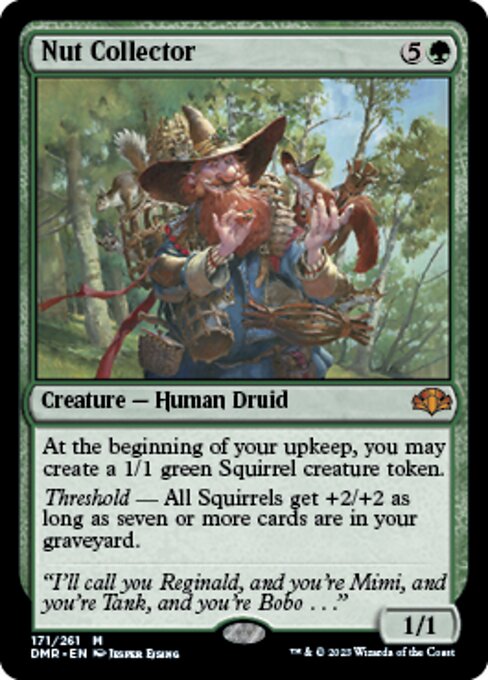 Nut Collector 5
Creature — Human Druid
At the beginning of your upkeep, you may
create a 1/1 green Squirrel creature token.
Threshold — All Squirrels get +2/+2 as
long as seven or more cards are in your
graveyard.
“I'll call you Reginald, and you're Mimi, and
you're Tank, and you're Bobo . . .”
1/1
171/261 M
DMR • EN Jesper Ejsing
™ & © 2023 Wizards of the Coast